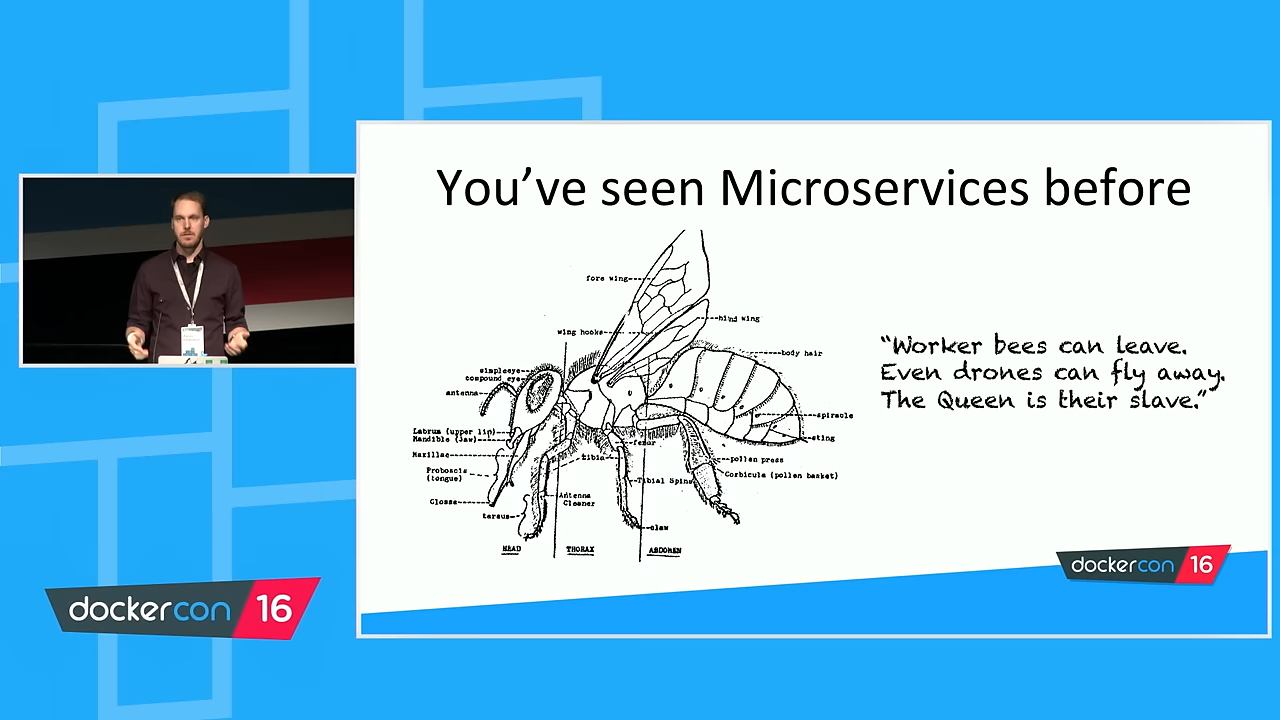 You've seen Microservices before
fore wing
hind wing
wing hooks
body hair
simpleeye
compound eye
antenna
spiracle
Labrum (upper lip)
Mandible (Jaw)
sting
femur
Maxillae
tibia
pollen press
Proboscis
(tongue)
Corbicula (pollen basket)
Tibial Spins
Glossa
Antenna
Cleaner
tarsus
claw
HEAD
THORAX
ABDOMEN
“Worker bees can leave.
Even drones can fly away.
The Queen is their slave.”
dockercon 16
dockercon 16